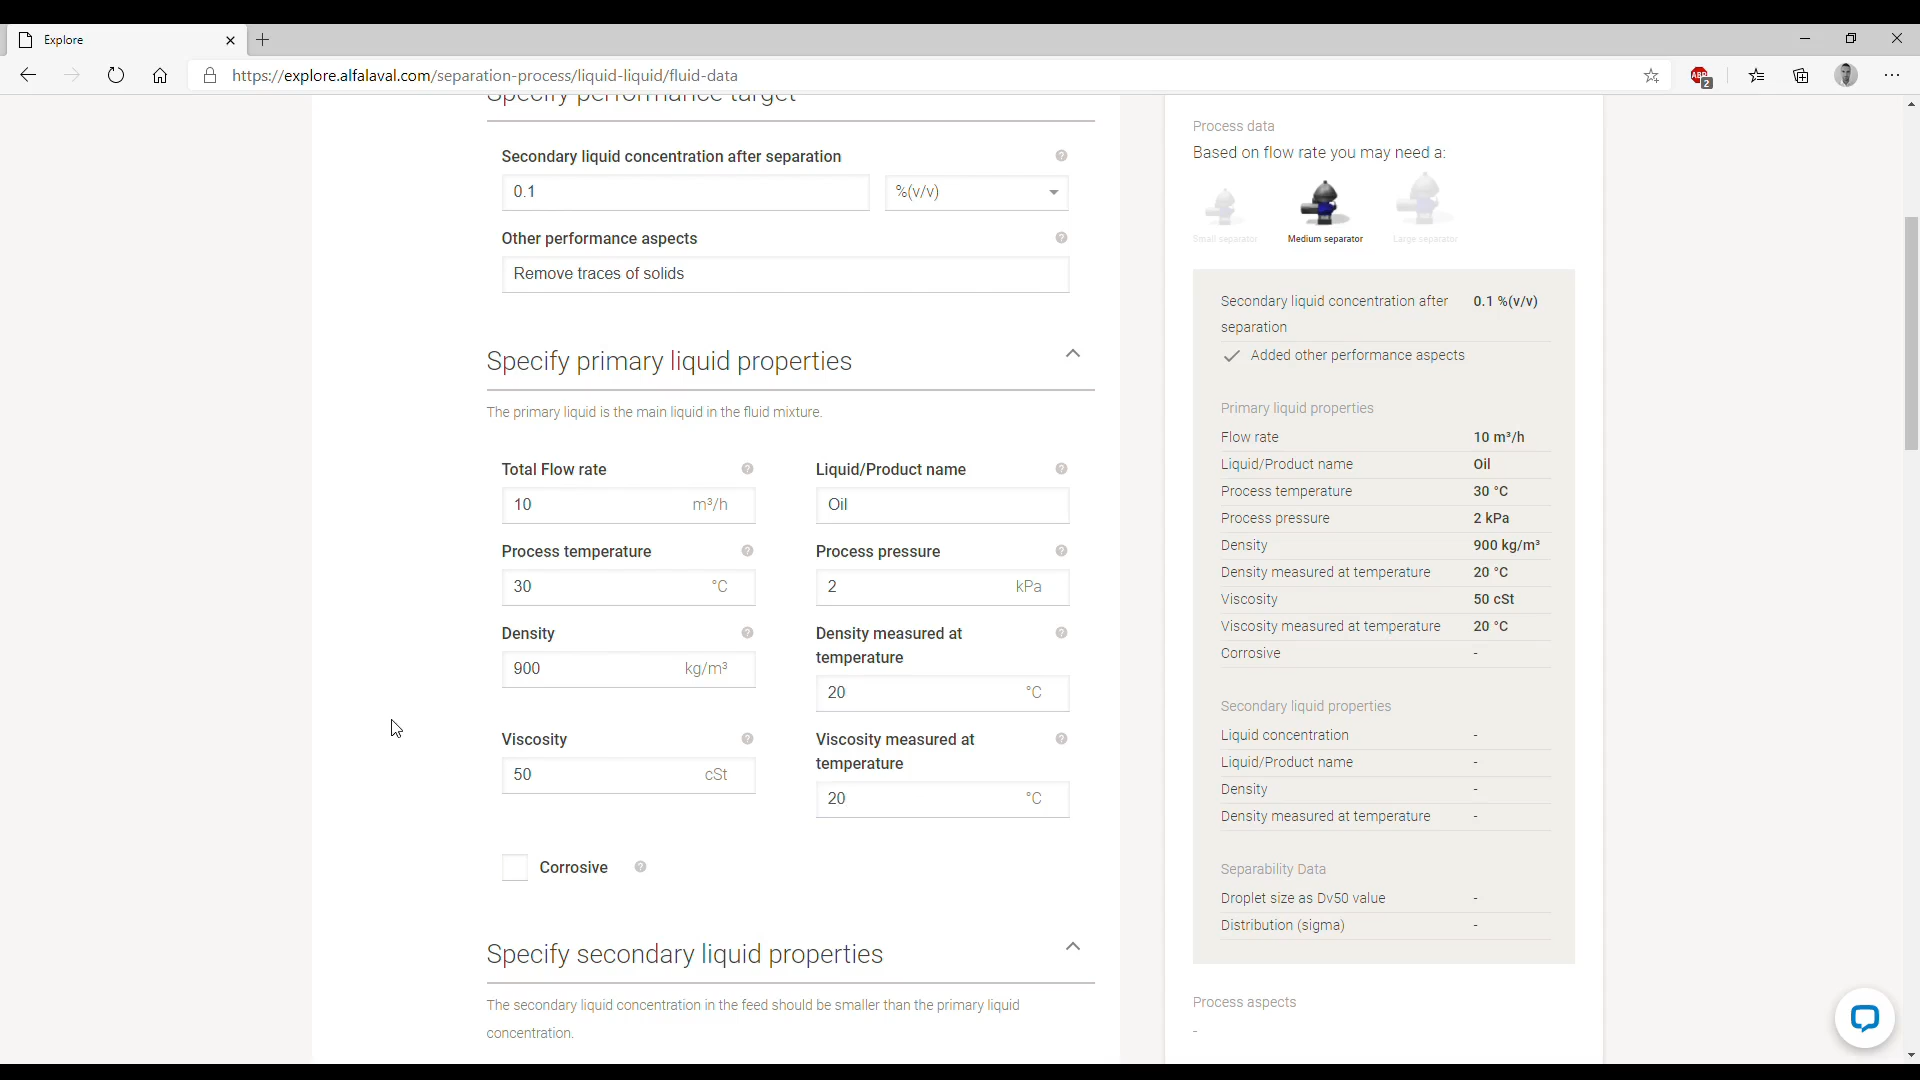 Explore
https://explore.alfalaval.com/separation-process/liquid-liquid/fluid-data
ABP
2
Specify performance target
Secondary liquid concentration after separation
0.1
%(v/v)
Other performance aspects
Remove traces of solids
Specify primary liquid properties
The primary liquid is the main liquid in the fluid mixture.
Total Flow rate
10 m³/h
Liquid/Product name
Oil
Process temperature
30 °C
Process pressure
2 kPa
Density
900 kg/m³
Density measured at
temperature
20 °C
Viscosity
50 cSt
Viscosity measured at
temperature
20 °C
Corrosive
Specify secondary liquid properties
The secondary liquid concentration in the feed should be smaller than the primary liquid
concentration.
Process data
Based on flow rate you may need a:
Small separator
Medium separator
Large separator
Secondary liquid concentration after 0.1 %(v/v)
separation
Added other performance aspects
Primary liquid properties
Flow rate 10 m³/h
Liquid/Product name Oil
Process temperature 30 °C
Process pressure 2 kPa
Density 900 kg/m³
Density measured at temperature 20 °C
Viscosity 50 cSt
Viscosity measured at temperature 20 °C
Corrosive -
Secondary liquid properties
Liquid concentration -
Liquid/Product name -
Density -
Density measured at temperature -
Separability Data
Droplet size as Dv50 value -
Distribution (sigma) -
Process aspects
-